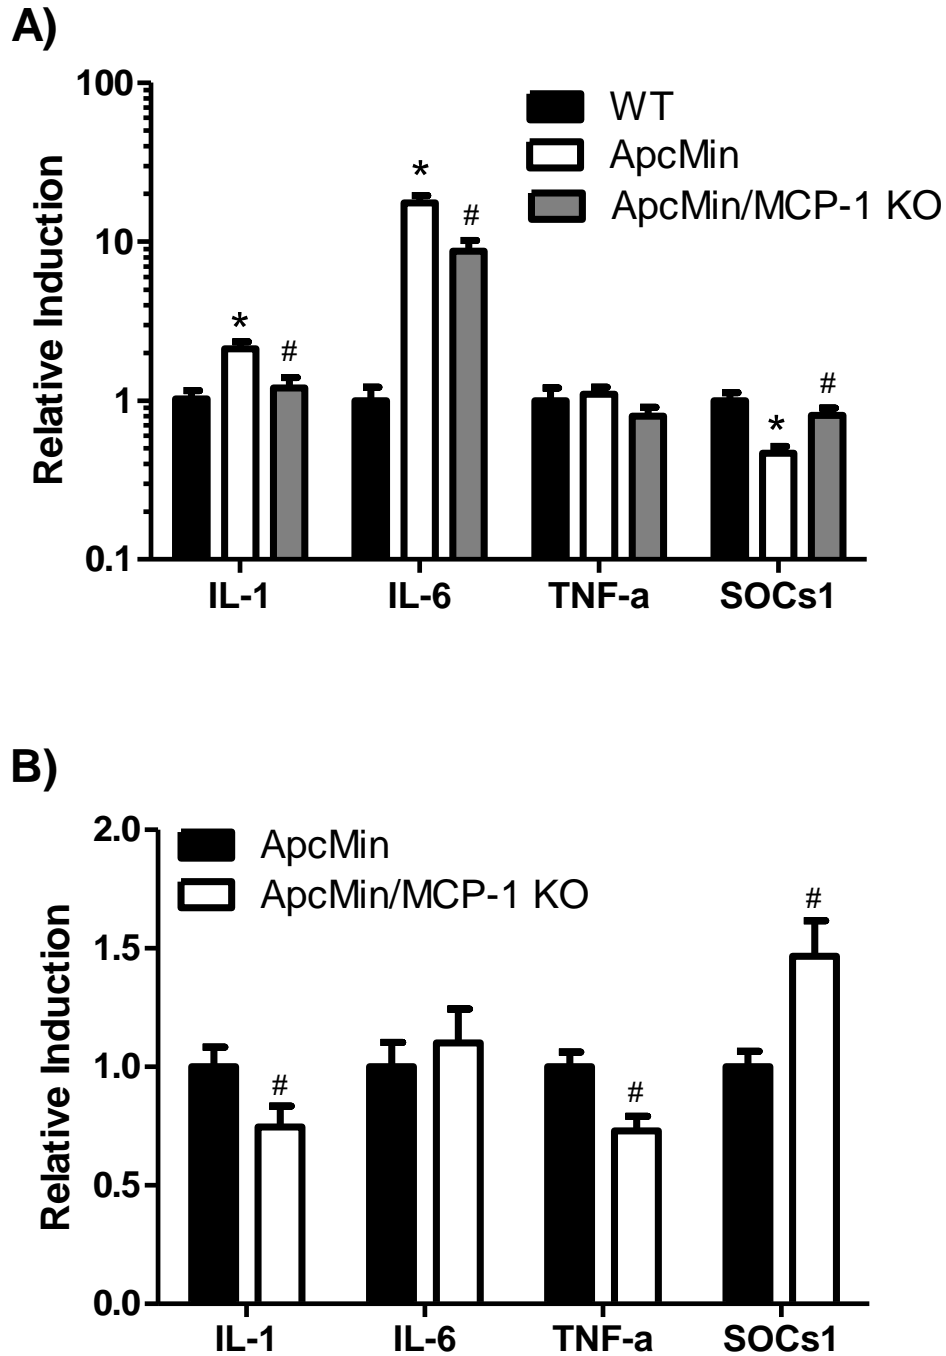 A)
Relative Induction
100
10
1
0.1
WT
ApcMin
ApcMin/MCP-1 KO
*
#
*
#
*
#
IL-1
IL-6
TNF-a
SOCs1
B)
Relative Induction
2.0
1.5
1.0
0.5
0.0
ApcMin
ApcMin/MCP-1 KO
#
#
#
IL-1
IL-6
TNF-a
SOCs1